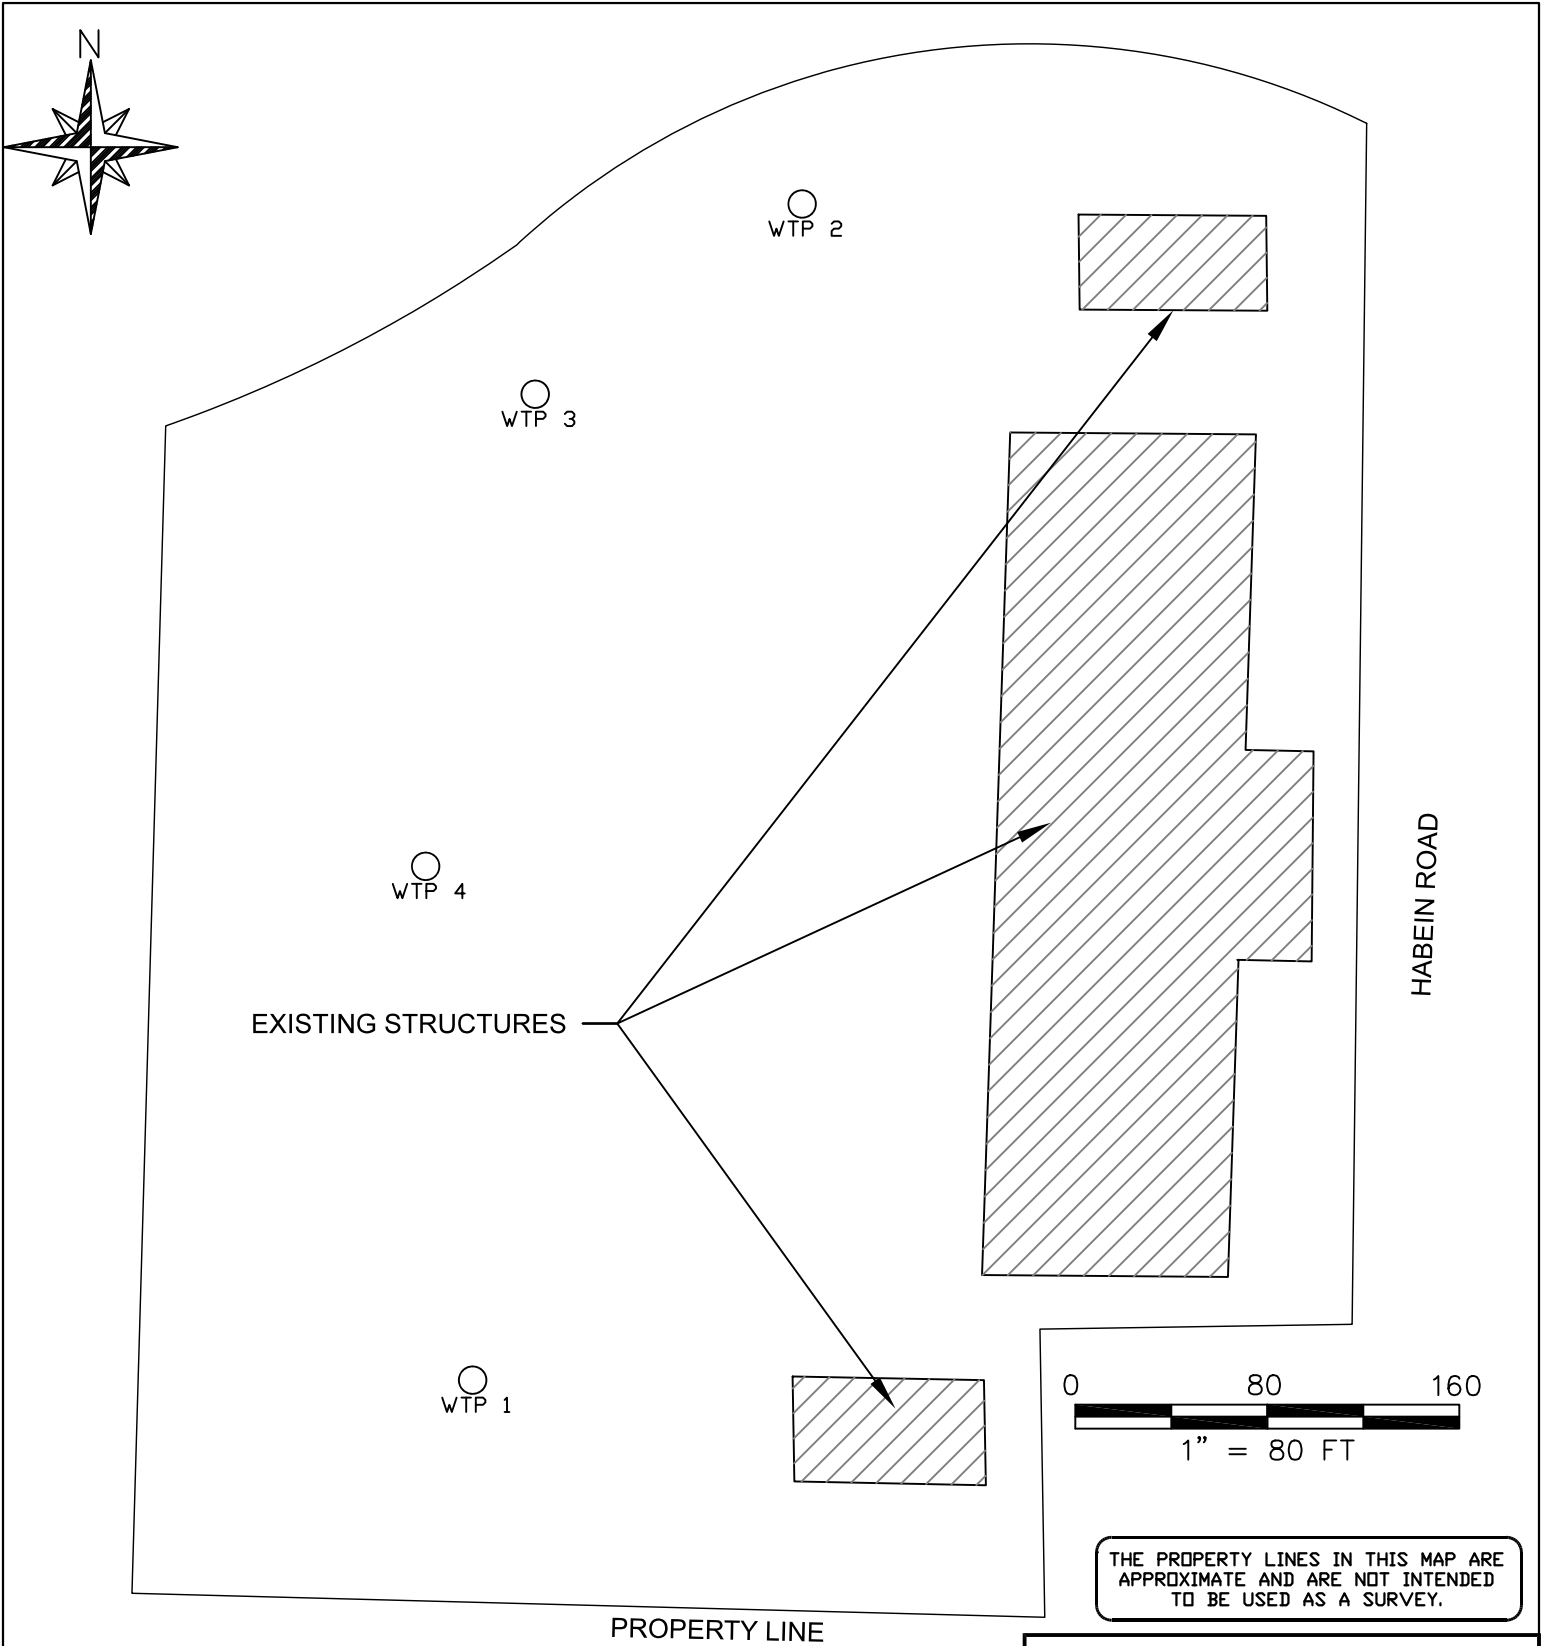 N
WTP 2
WTP 3
WTP 4
HABEIN ROAD
EXISTING STRUCTURES
WTP 1
0 80 160
1” = 80 FT
THE PROPERTY LINES IN THIS MAP ARE
APPROXIMATE AND ARE NOT INTENDED
TO BE USED AS A SURVEY.
PROPERTY LINE